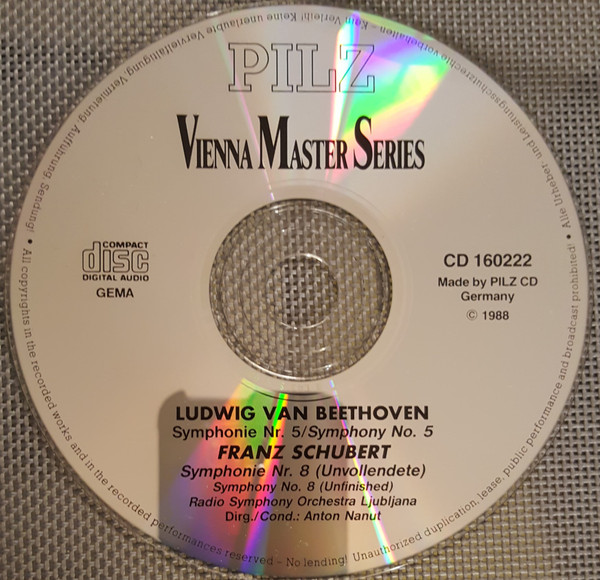 PILZ
VIENNA MASTER SERIES
COMPACT
disc
DIGITAL AUDIO
GEMA
CD 160222
Made by PILZ CD
Germany
© 1988
LUDWIG VAN BEETHOVEN
Symphonie Nr. 5/Symphony No. 5
FRANZ SCHUBERT
Symphonie Nr. 8 (Unvollendete)
Symphony No. 8 (Unfinished)
Radio Symphony Orchestra Ljubljana
Dirg./Cond.: Anton Nanut
• Alle Urheber- und Leistungsschutzrechte vorbehalten – Kein Verleih! Keine unerlaubte Vervielfältigung, Vermietung, Aufführung, Sendung! • All copyrights in the recorded works and in the recorded performances reserved – No lending! Unauthorized duplication, lease, public performance and broadcast prohibited!